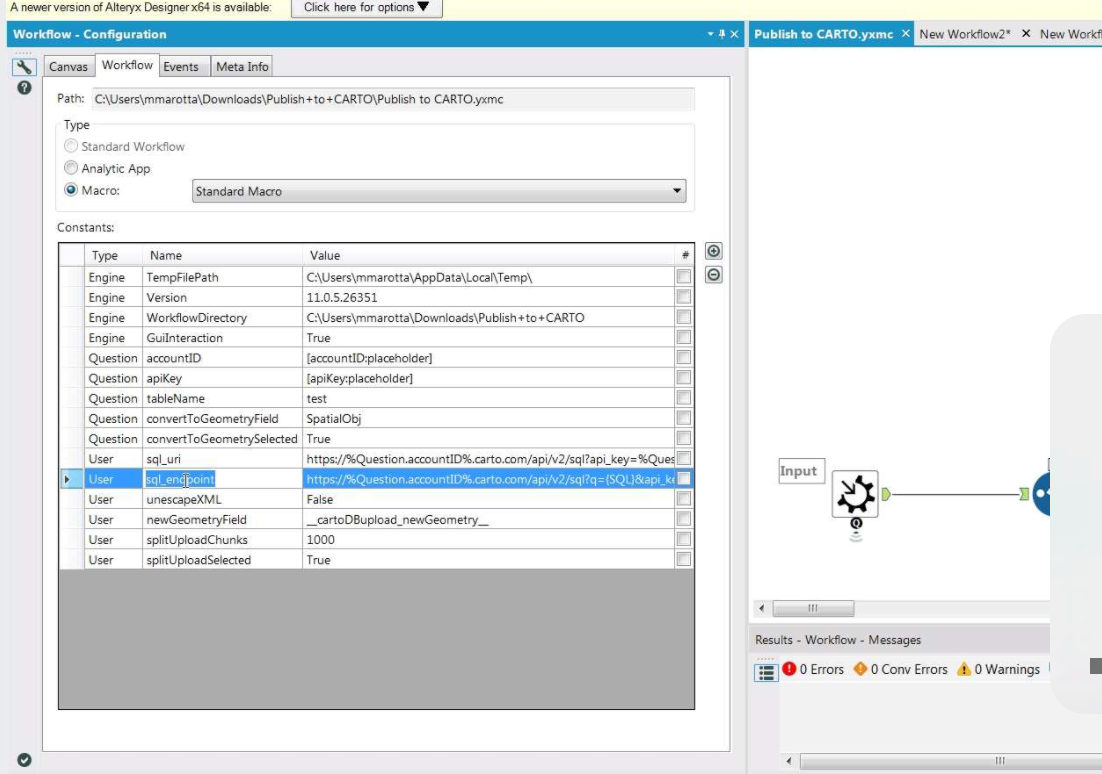 A newer version of Alteryx Designer x64 is available: Click here for options
Workflow - Configuration
Publish to CARTO.yxmc × New Workflow2* × New Workfl
Canvas Workflow Events Meta Info
Path: C:\Users\mmarotta\Downloads\Publish+to+CARTO\Publish to CARTO.yxmc
Type
Standard Workflow
Analytic App
Macro: Standard Macro
Constants:
Type Name Value #
Engine TempFilePath C:\Users\mmarotta\AppData\Local\Temp\
Engine Version 11.0.5.26351
Engine WorkflowDirectory C:\Users\mmarotta\Downloads\Publish+to+CARTO
Engine GuiInteraction True
Question accountID [accountID:placeholder]
Question apiKey [apiKey:placeholder]
Question tableName test
Question convertToGeometryField SpatialObj
Question convertToGeometrySelected True
User sql_uri https://%Question.accountID%.carto.com/api/v2/sql?api_key=%Ques
User sql_endpoint https://%Question.accountID%.carto.com/api/v2/sql?q={SQL}&api_k
User unescapeXML False
User newGeometryField __cartoDBupload_newGeometry__
User splitUploadChunks 1000
User splitUploadSelected True
Input
Q
Results - Workflow - Messages
0 Errors 0 Conv Errors 0 Warnings